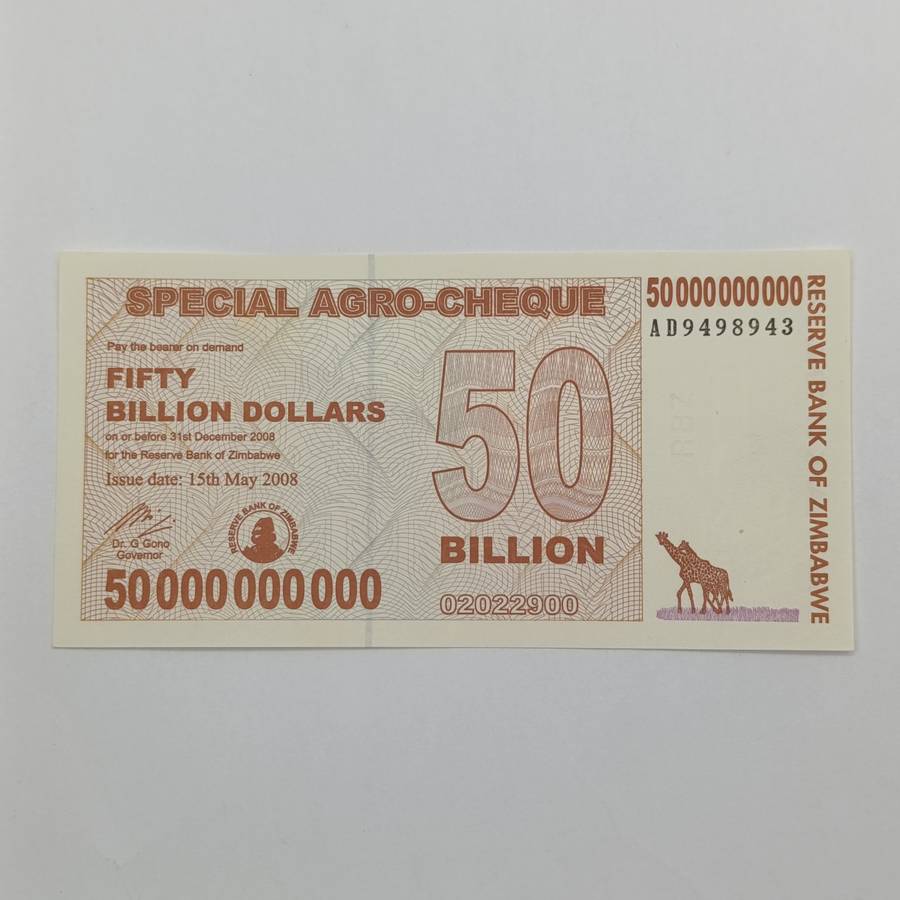 SPECIAL AGRO-CHEQUE
Pay the bearer on demand
FIFTY
BILLION DOLLARS
on or before 31st December 2008
for the Reserve Bank of Zimbabwe
Issue date: 15th May 2008
Dr. G Gono
Governor
RESERVE BANK OF ZIMBABWE
50 000 000 000
50
BILLION
02022900
50 000 000 000
AD9498943
RESERVE BANK OF ZIMBABWE